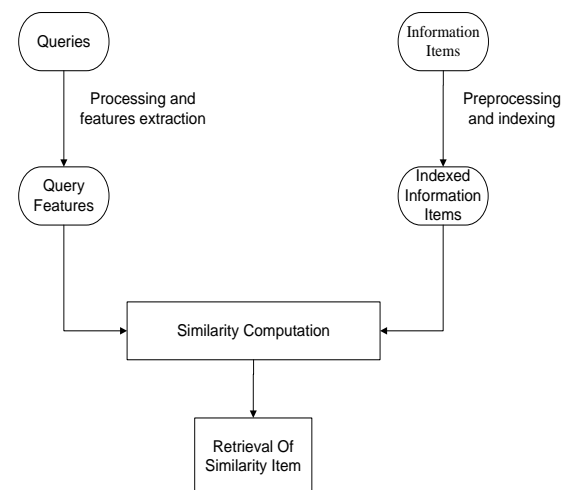 Queries
Information
Items
Processing and
features extraction
Preprocessing
and indexing
Query
Features
Indexed
Information
Items
Similarity Computation
Retrieval Of
Similarity Item